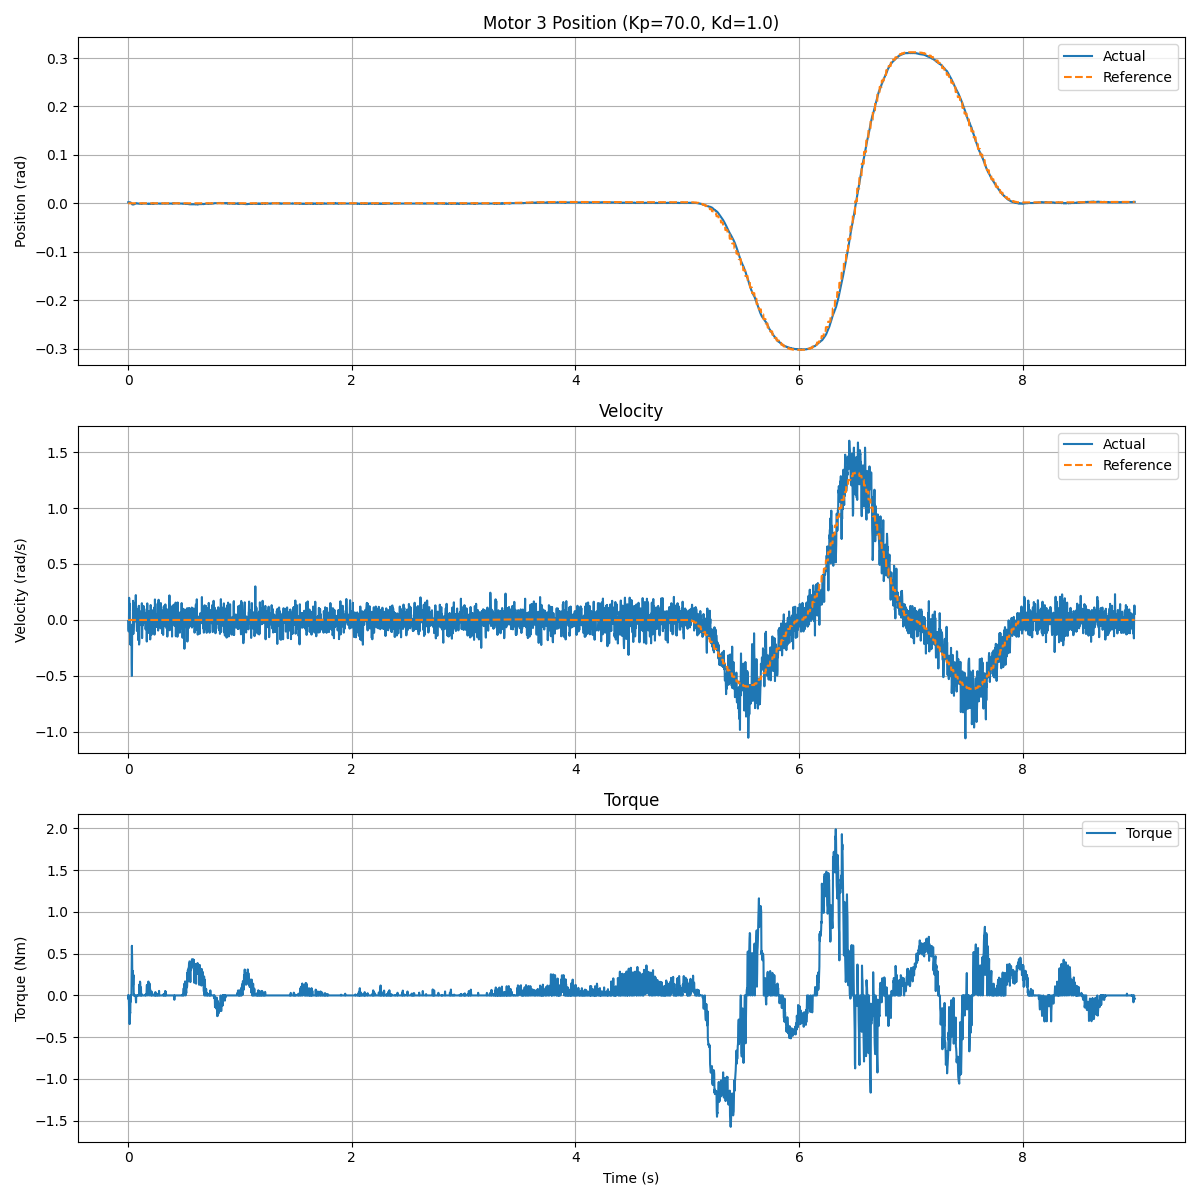 Motor 3 Position (Kp=70.0, Kd=1.0)
0.3
0.2
0.1
0.0
−0.1
−0.2
−0.3
Position (rad)
Actual
Reference
0 2 4 6 8
Velocity
1.5
1.0
0.5
0.0
−0.5
−1.0
Velocity (rad/s)
Actual
Reference
0 2 4 6 8
Torque
2.0
1.5
1.0
0.5
0.0
−0.5
−1.0
−1.5
Torque (Nm)
Torque
0 2 4 6 8
Time (s)